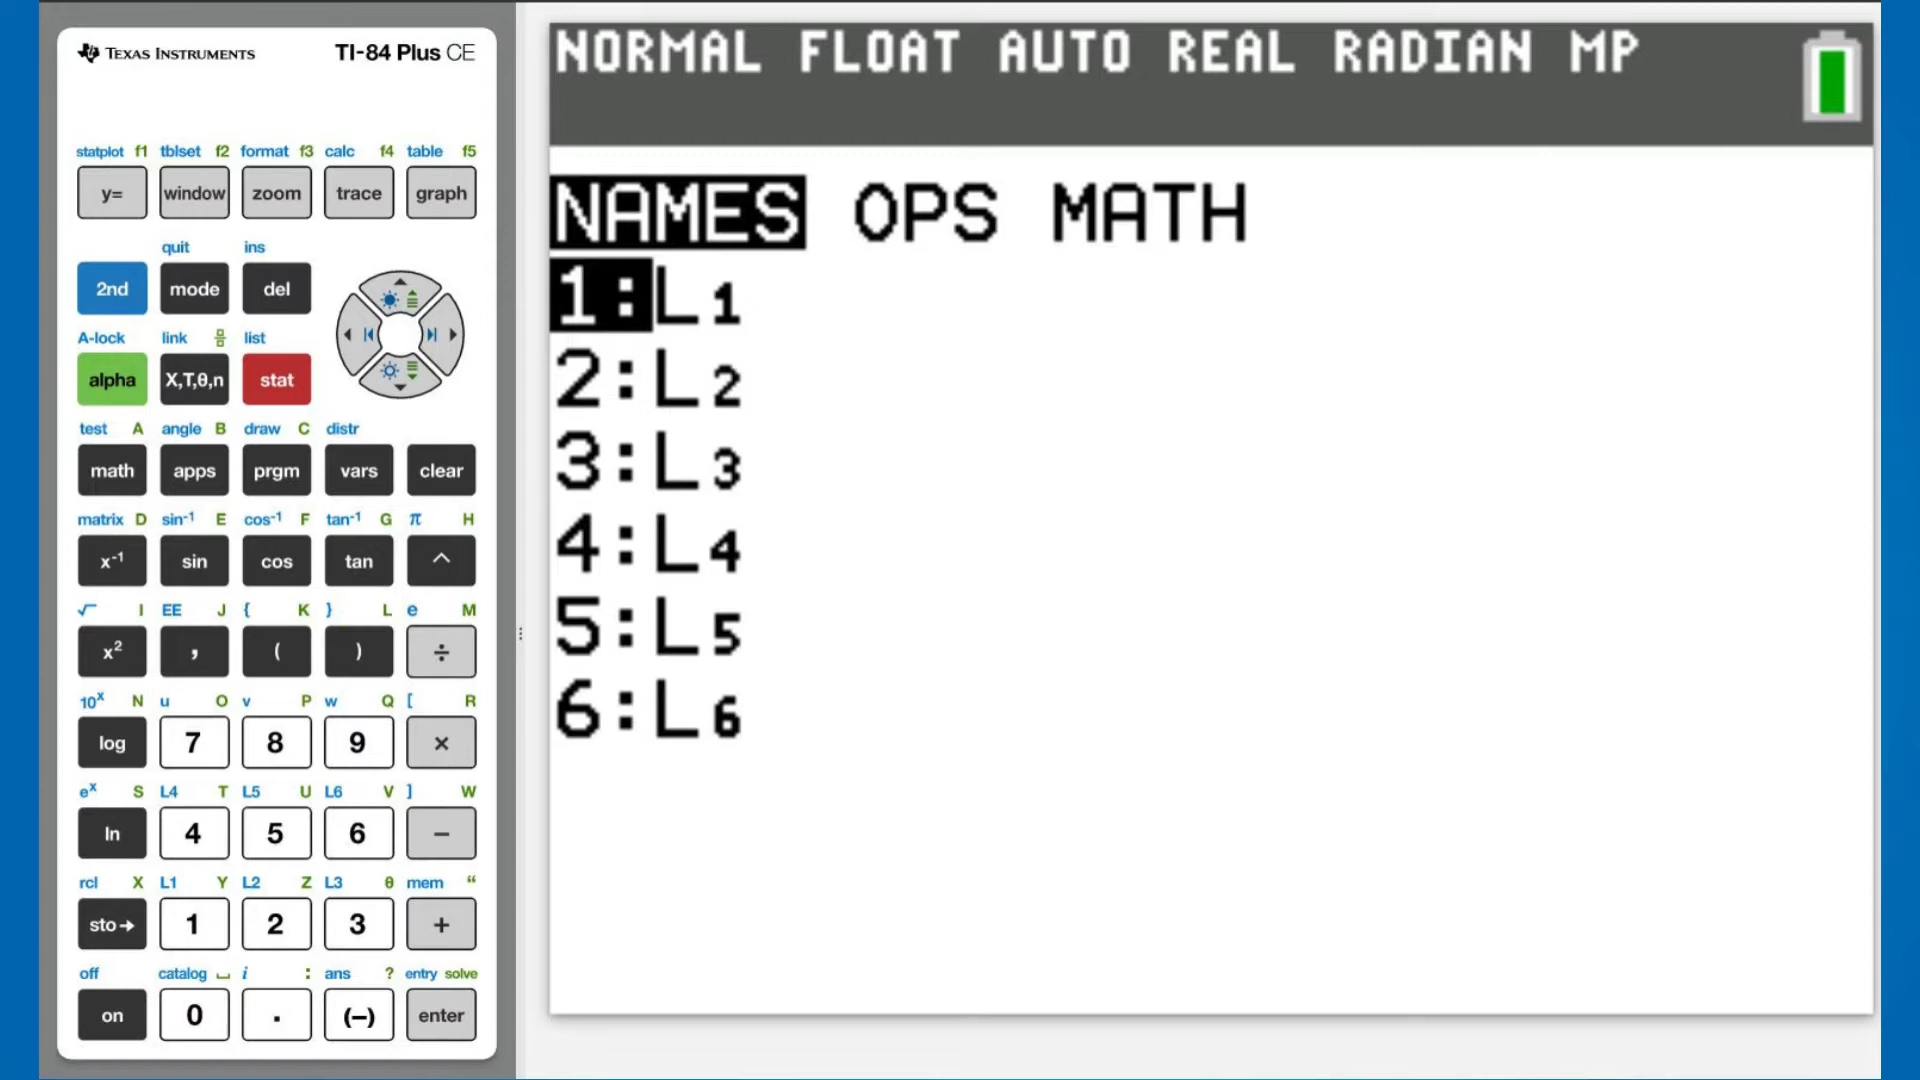 TEXAS INSTRUMENTS TI-84 Plus CE
statplot f1 tblset f2 format f3 calc f4 table f5
y= window zoom trace graph
quit ins
2nd mode del
A-lock link list
alpha X,T,θ,n stat
test A angle B draw C distr
math apps prgm vars clear
matrix D sin⁻¹ E cos⁻¹ F tan⁻¹ G π H
x⁻¹ sin cos tan ^
√ I EE J { K } L e M
x² , ( ) ÷
10ˣ N u O v P w Q [ R
log 7 8 9 ×
eˣ S L4 T L5 U L6 V ] W
ln 4 5 6 −
rcl X L1 Y L2 Z L3 θ mem “
sto→ 1 2 3 +
off catalog ⌴ i : ans ? entry solve
on 0 . (−) enter
NORMAL FLOAT AUTO REAL RADIAN MP
NAMES OPS MATH
1:L₁
2:L₂
3:L₃
4:L₄
5:L₅
6:L₆